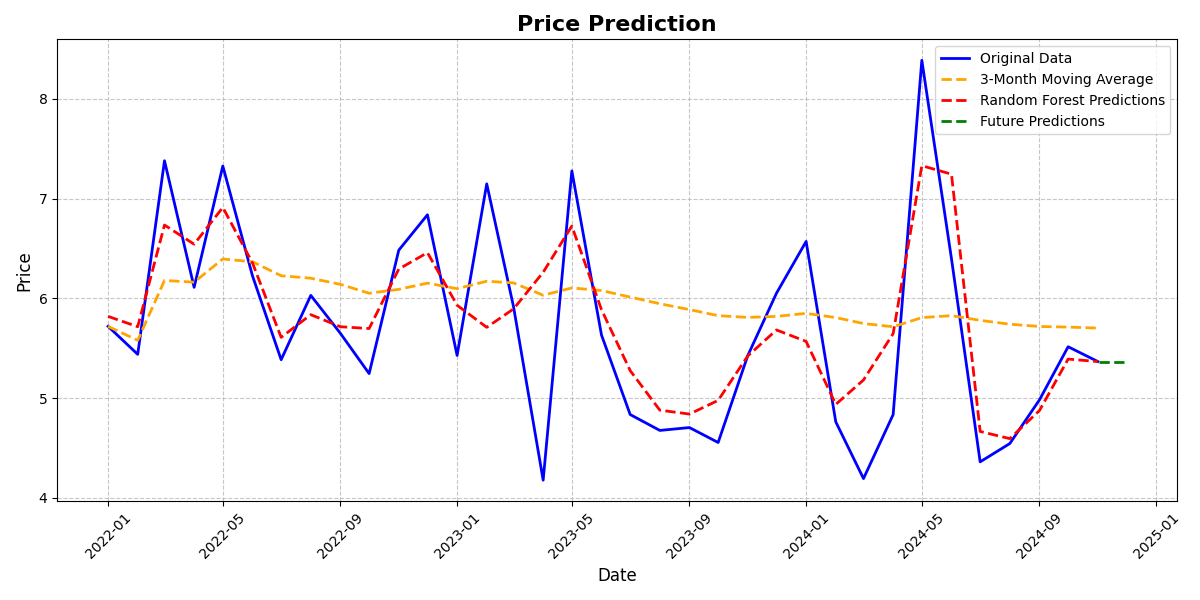 Price Prediction
Original Data
3-Month Moving Average
Random Forest Predictions
Future Predictions
Price
8
7
6
5
4
2022-01
2022-05
2022-09
2023-01
2023-05
2023-09
2024-01
2024-05
2024-09
2025-01
Date